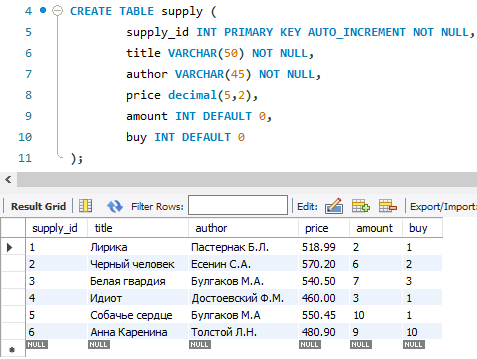 4 CREATE TABLE supply (
5 supply_id INT PRIMARY KEY AUTO_INCREMENT NOT NULL,
6 title VARCHAR(50) NOT NULL,
7 author VARCHAR(45) NOT NULL,
8 price decimal(5,2),
9 amount INT DEFAULT 0,
10 buy INT DEFAULT 0
11 );
Result Grid Filter Rows: Edit: Export/Import:
supply_id title author price amount buy
1 Лирика Пастернак Б.Л. 518.99 2 1
2 Черный человек Есенин С.А. 570.20 6 2
3 Белая гвардия Булгаков М.А. 540.50 7 3
4 Идиот Достоевский Ф.М. 460.00 3 1
5 Собачье сердце Булгаков М.А 550.45 10 1
6 Анна Каренина Толстой Л.Н. 480.90 9 10
NULL NULL NULL NULL NULL NULL